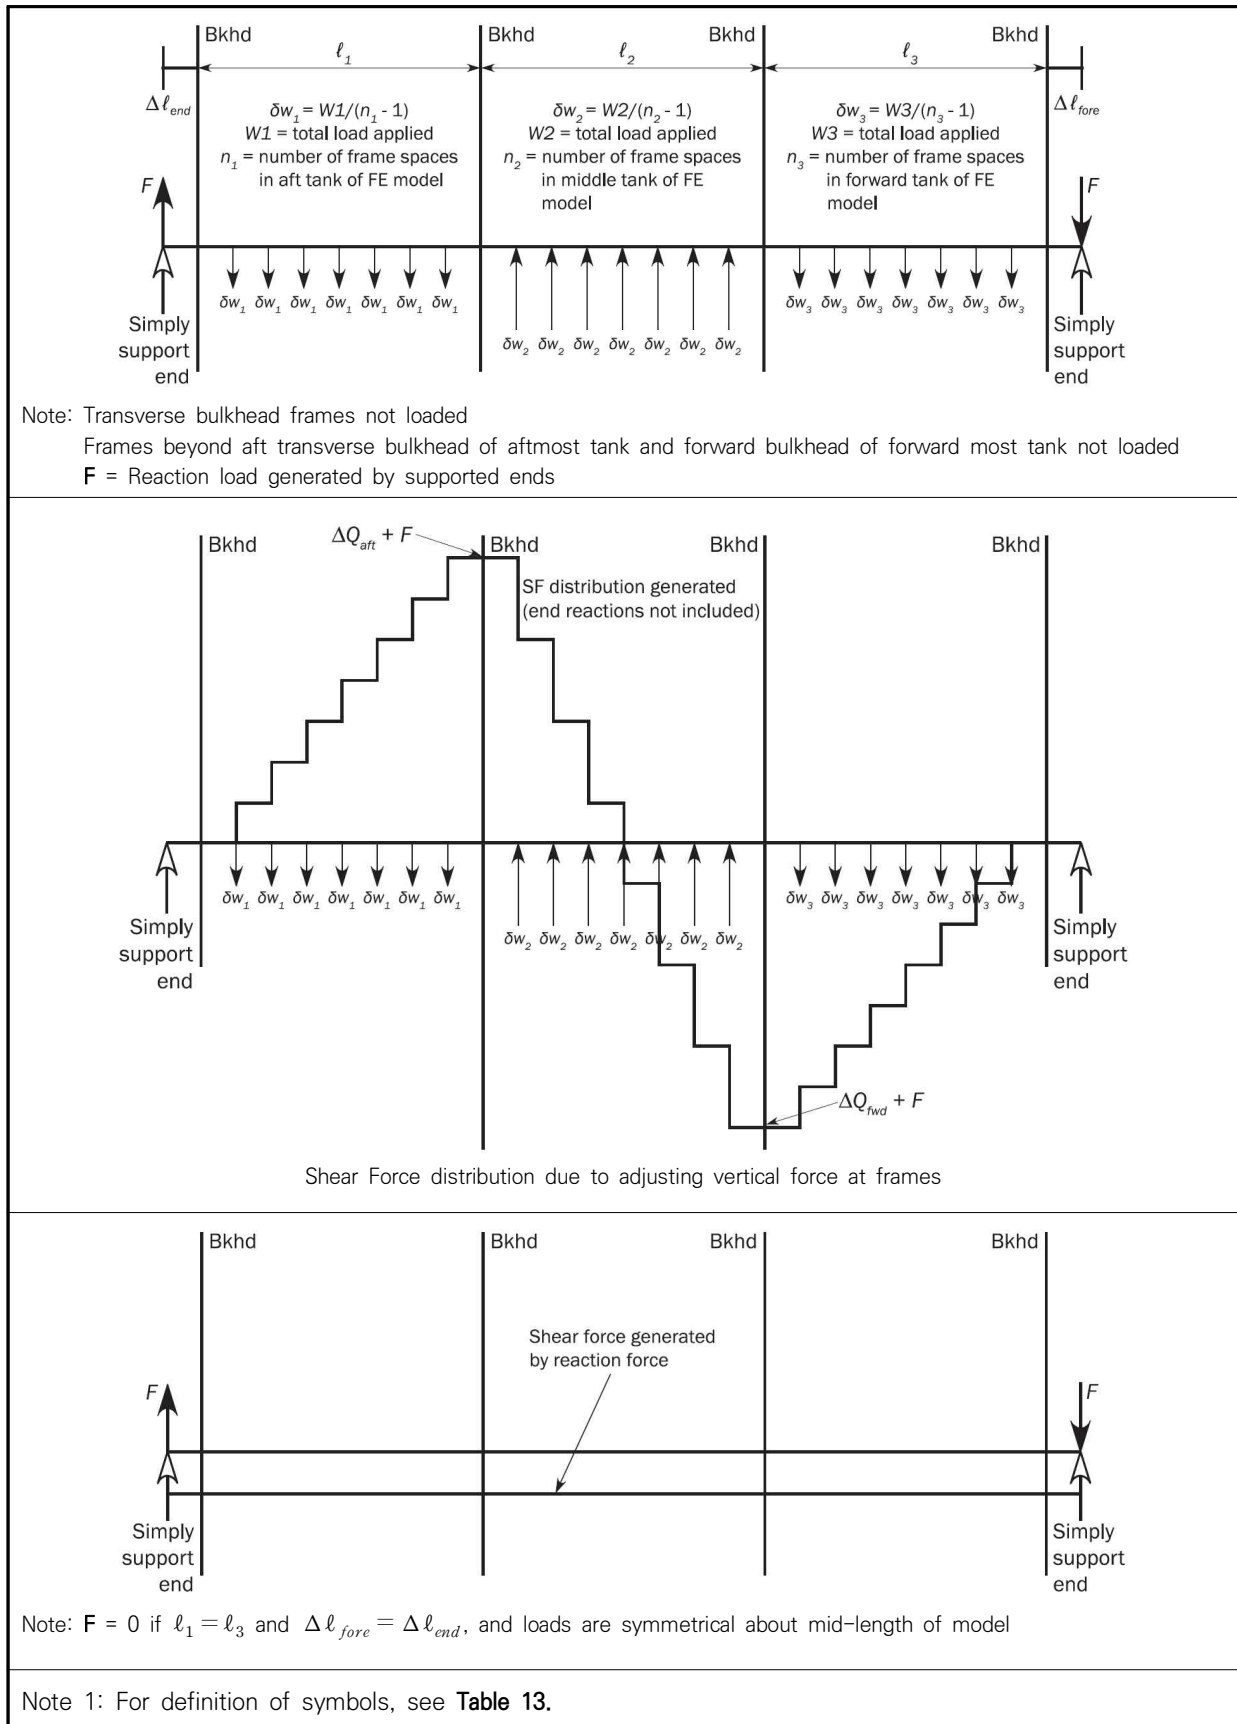 Bkhd Bkhd Bkhd Bkhd
ℓ₁ ℓ₂ ℓ₃
Δℓ_end Δℓ_fore
δw₁ = W1/(n₁ - 1)
W1 = total load applied
n₁ = number of frame spaces
in aft tank of FE model
δw₂ = W2/(n₂ - 1)
W2 = total load applied
n₂ = number of frame spaces
in middle tank of FE
model
δw₃ = W3/(n₃ - 1)
W3 = total load applied
n₃ = number of frame spaces
in forward tank of FE
model
F F
δw₁ δw₁ δw₁ δw₁ δw₁ δw₁ δw₁
δw₂ δw₂ δw₂ δw₂ δw₂ δw₂ δw₂
δw₃ δw₃ δw₃ δw₃ δw₃ δw₃ δw₃
Simply
support
end
Simply
support
end
Note: Transverse bulkhead frames not loaded
Frames beyond aft transverse bulkhead of aftmost tank and forward bulkhead of forward most tank not loaded
F = Reaction load generated by supported ends
Bkhd Bkhd Bkhd Bkhd
ΔQ_aft + F
SF distribution generated
(end reactions not included)
δw₁ δw₁ δw₁ δw₁ δw₁ δw₁ δw₁
δw₂ δw₂ δw₂ δw₂ δw₂ δw₂ δw₂
δw₃ δw₃ δw₃ δw₃ δw₃ δw₃ δw₃
Simply
support
end
Simply
support
end
ΔQ_fwd + F
Shear Force distribution due to adjusting vertical force at frames
Bkhd Bkhd Bkhd Bkhd
Shear force generated
by reaction force
F F
Simply
support
end
Simply
support
end
Note: F = 0 if ℓ₁ = ℓ₃ and Δℓ_fore = Δℓ_end, and loads are symmetrical about mid-length of model
Note 1: For definition of symbols, see Table 13.